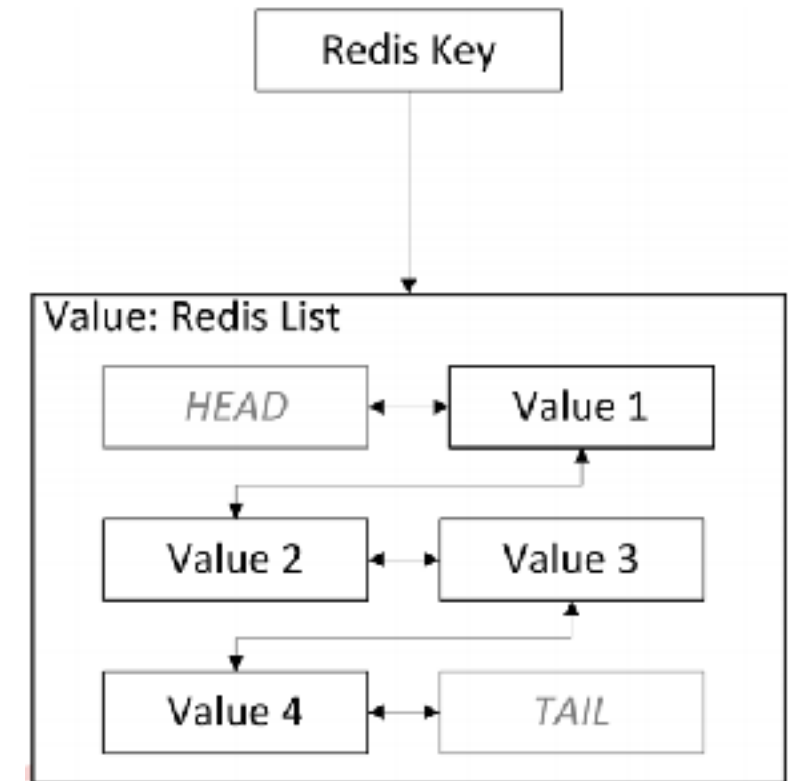 Redis Key
Value: Redis List
HEAD
Value 1
Value 2
Value 3
Value 4
TAIL